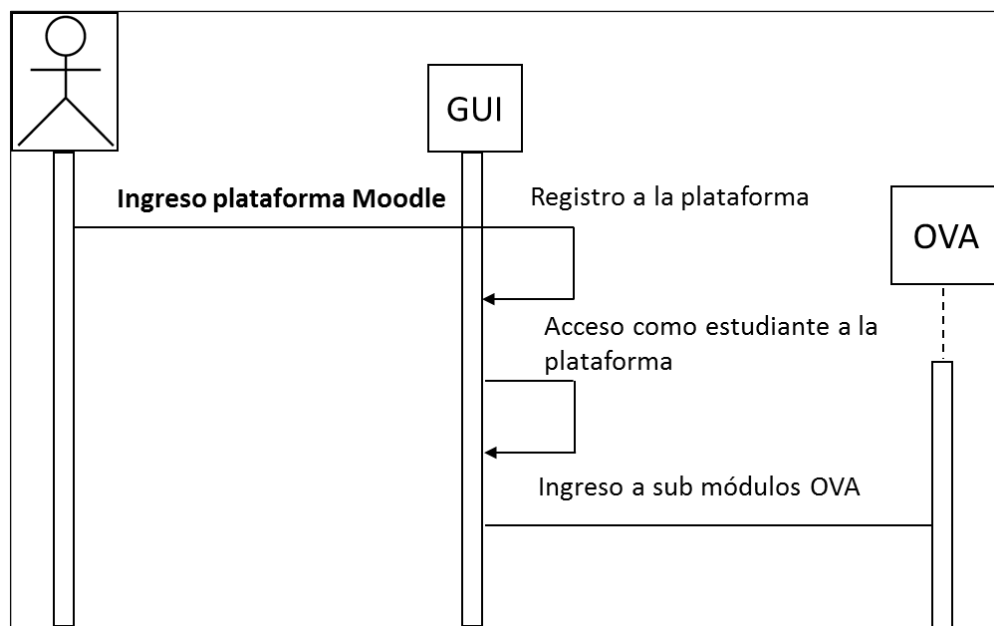 GUI
Ingreso plataforma Moodle
Registro a la plataforma
OVA
Acceso como estudiante a la
plataforma
Ingreso a sub módulos OVA